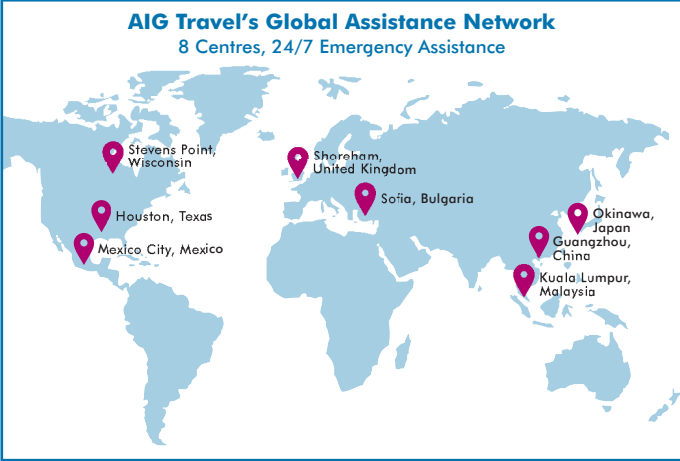 AIG Travel's Global Assistance Network
8 Centres, 24/7 Emergency Assistance
Stevens Point,
Wisconsin
Shoreham,
United Kingdom
Sofia, Bulgaria
Houston, Texas
Okinawa,
Japan
Mexico City, Mexico
Guangzhou,
China
Kuala Lumpur,
Malaysia